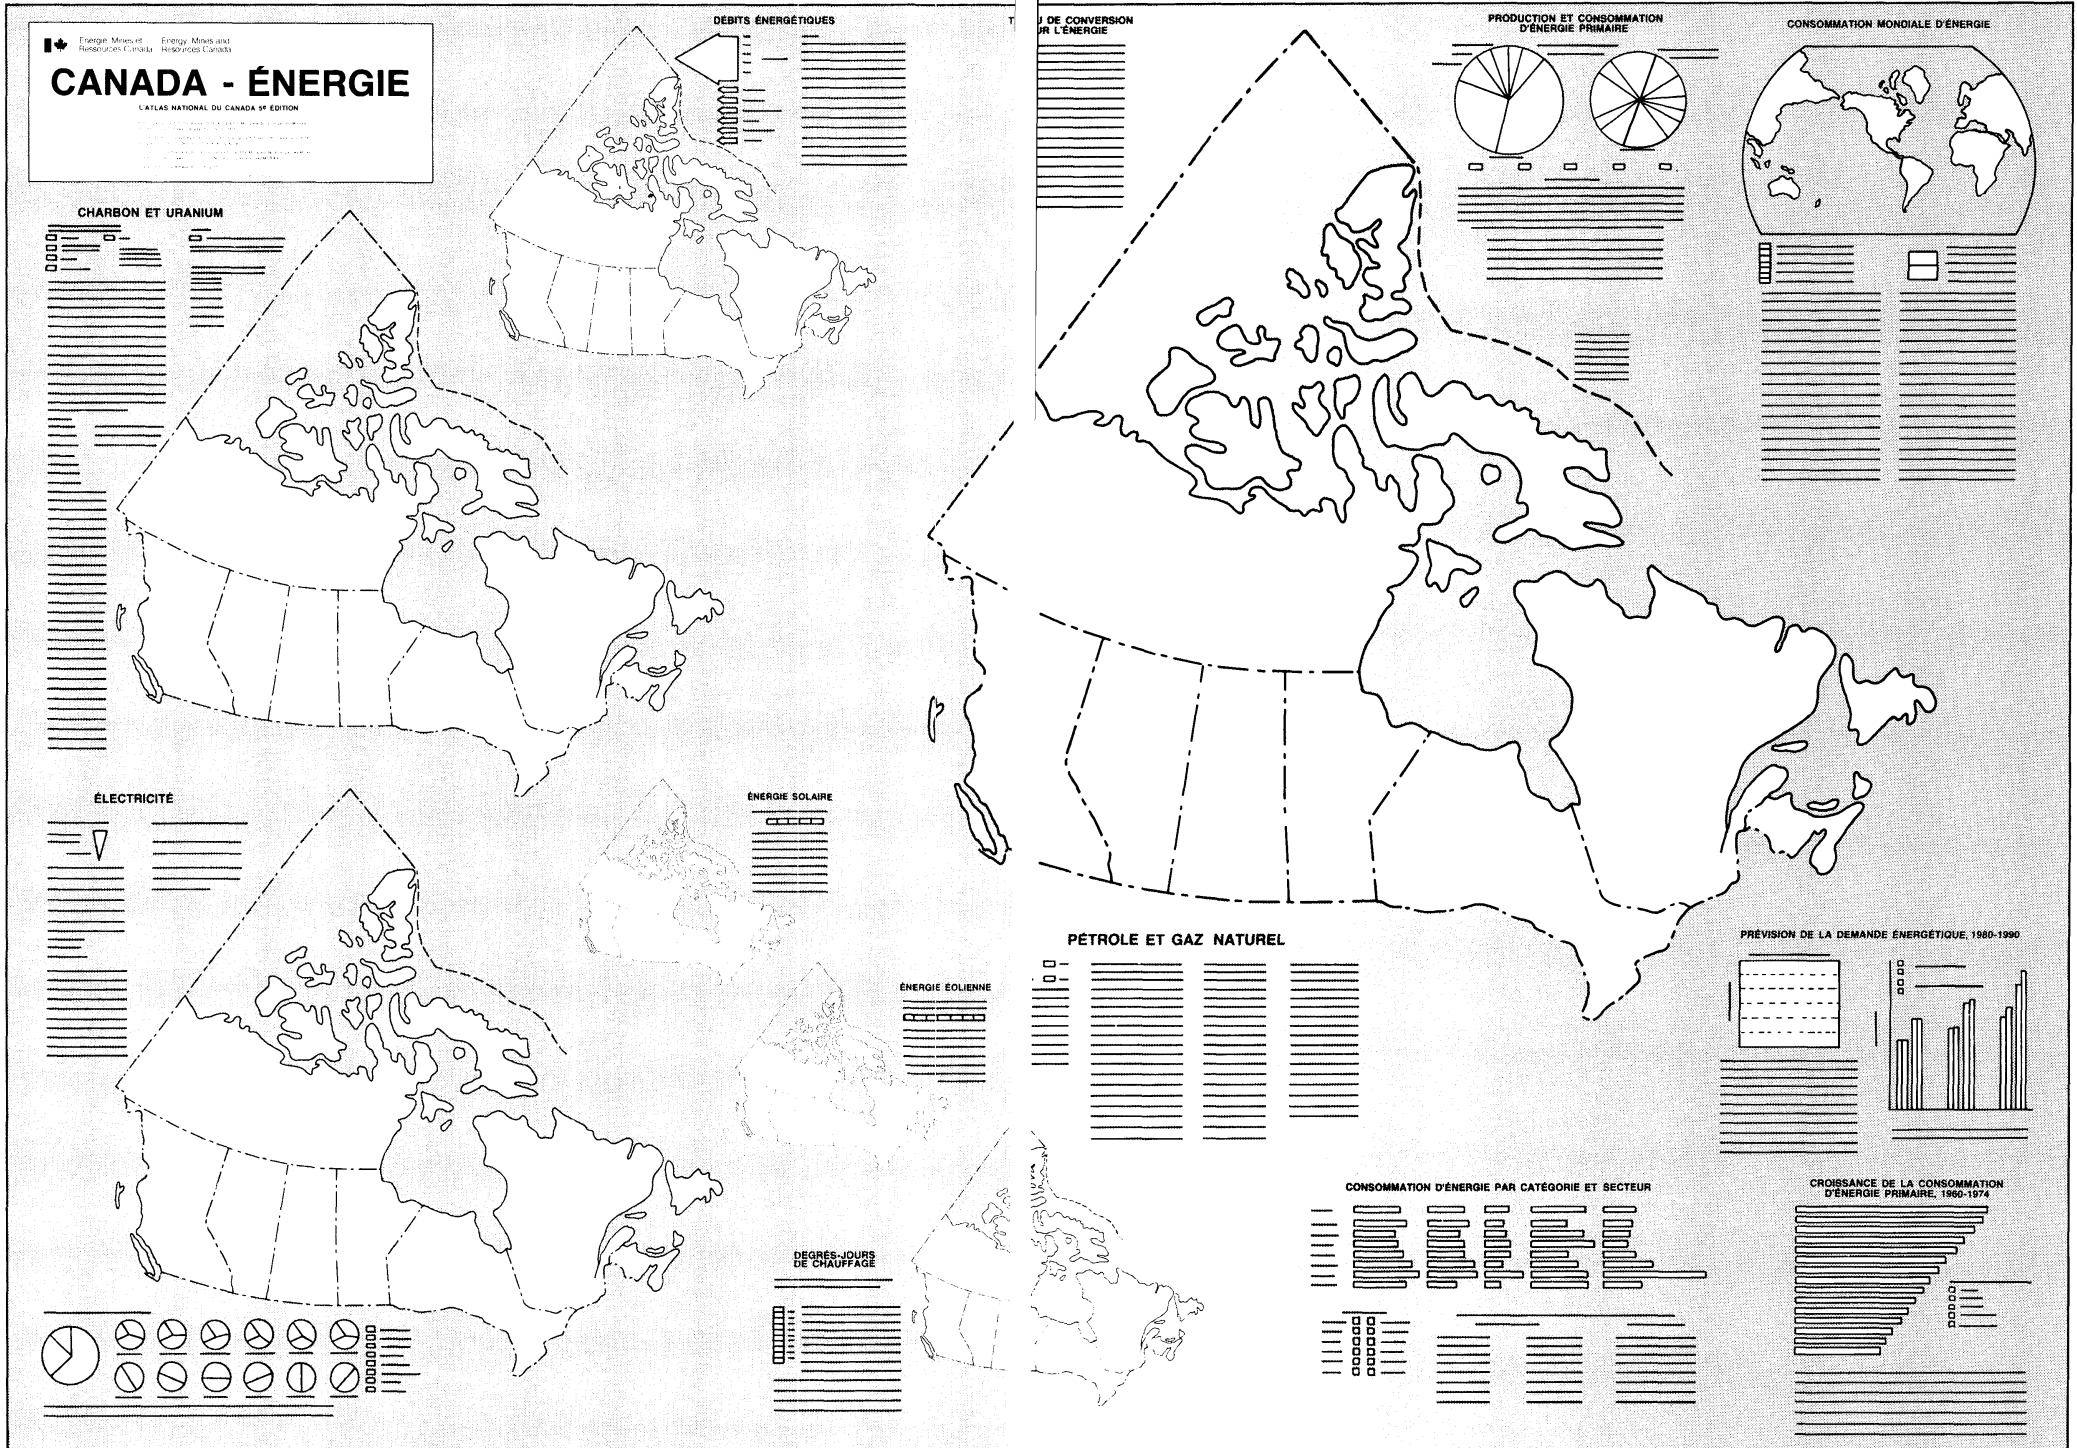 Énergie, Mines et
Ressources Canada
Energy, Mines and
Resources Canada
CANADA - ÉNERGIE
L'ATLAS NATIONAL DU CANADA 5e ÉDITION
DÉBITS ÉNERGÉTIQUES
DE CONVERSION
L'ÉNERGIE
PRODUCTION ET CONSOMMATION
D'ÉNERGIE PRIMAIRE
CONSOMMATION MONDIALE D'ÉNERGIE
CHARBON ET URANIUM
ÉLECTRICITÉ
ÉNERGIE SOLAIRE
ÉNERGIE ÉOLIENNE
DEGRÉS-JOURS
DE CHAUFFAGE
PÉTROLE ET GAZ NATUREL
PRÉVISION DE LA DEMANDE ÉNERGÉTIQUE, 1980-1990
CONSOMMATION D'ÉNERGIE PAR CATÉGORIE ET SECTEUR
CROISSANCE DE LA CONSOMMATION
D'ÉNERGIE PRIMAIRE, 1960-1974